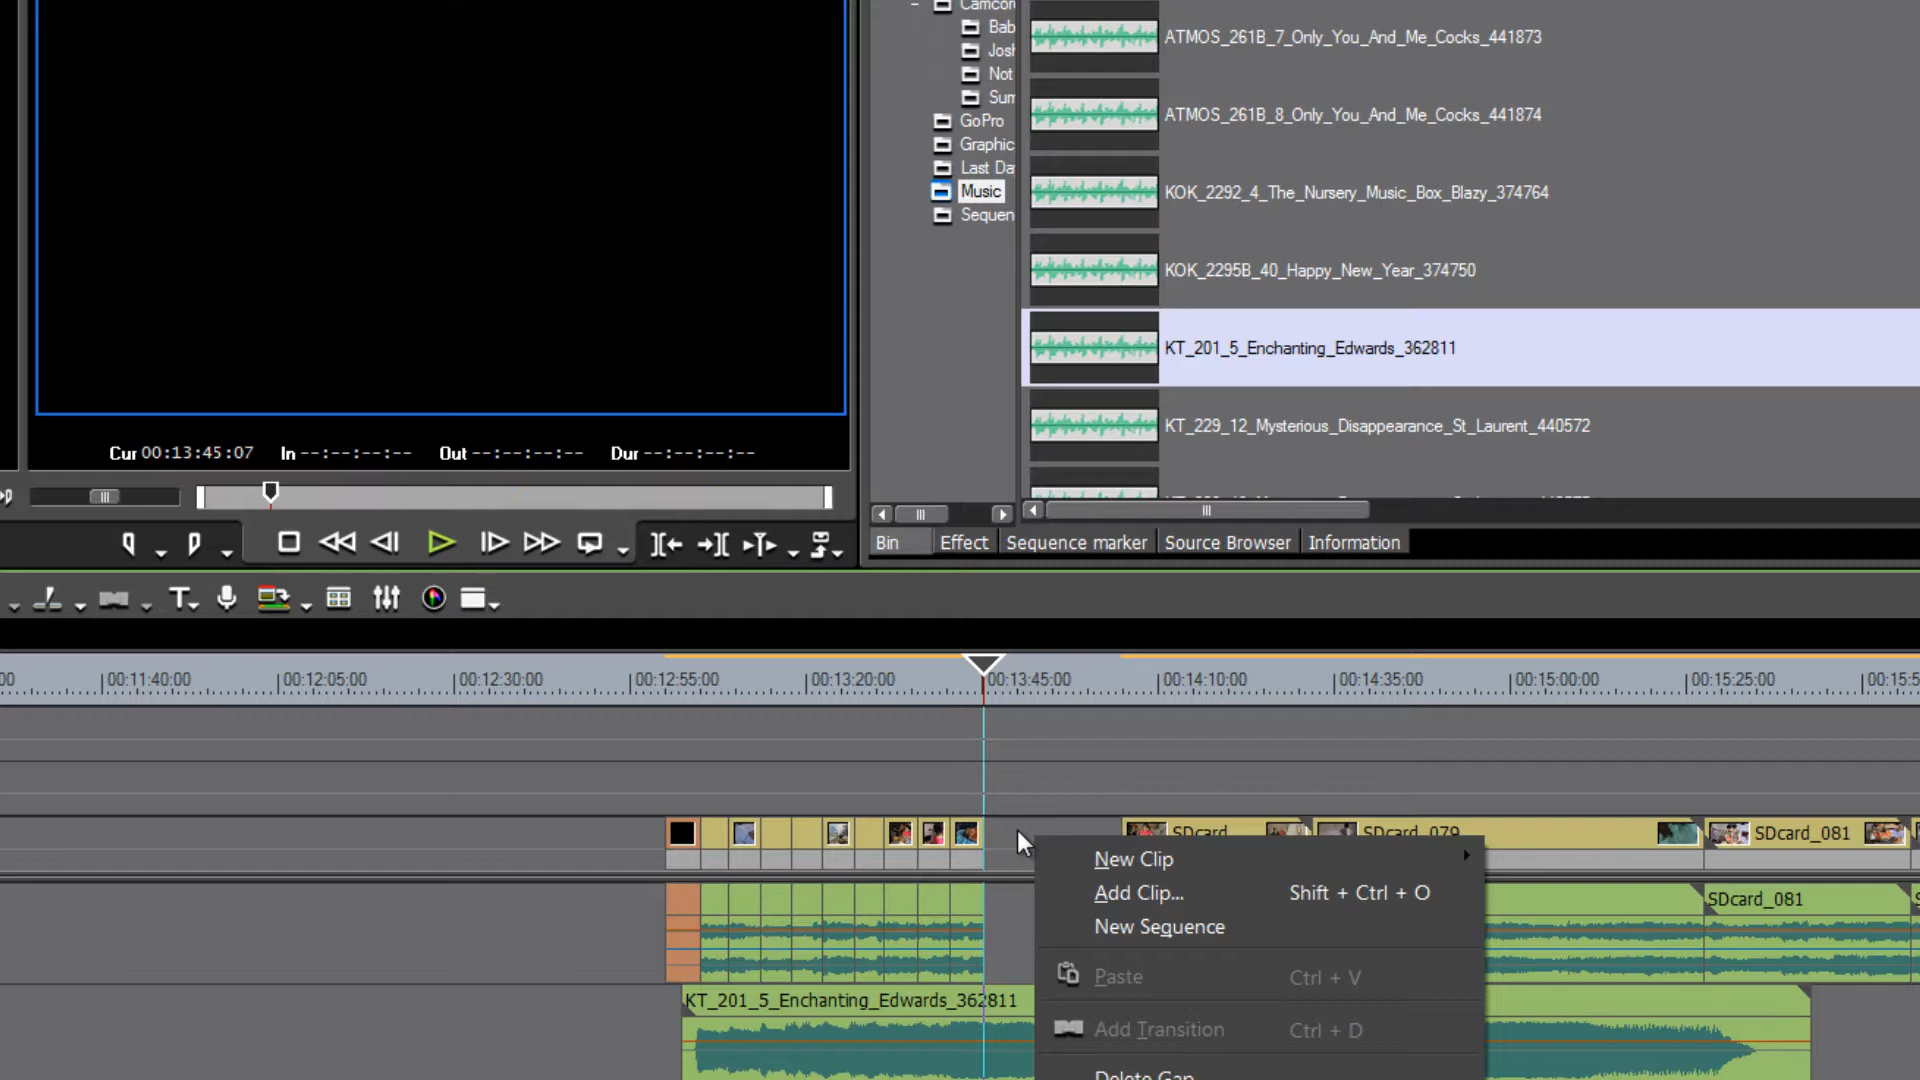 Camcor
Bab
Josh
Not
Sum
GoPro
Graphic
Last Da
Music
Sequen
ATMOS_261B_7_Only_You_And_Me_Cocks_441873
ATMOS_261B_8_Only_You_And_Me_Cocks_441874
KOK_2292_4_The_Nursery_Music_Box_Blazy_374764
KOK_2295B_40_Happy_New_Year_374750
KT_201_5_Enchanting_Edwards_362811
KT_229_12_Mysterious_Disappearance_St_Laurent_440572
Cur 00:13:45:07 In --:--:--:-- Out --:--:--:-- Dur --:--:--:--
Bin Effect Sequence marker Source Browser Information
00:11:40:00 00:12:05:00 00:12:30:00 00:12:55:00 00:13:20:00 00:13:45:00 00:14:10:00 00:14:35:00 00:15:00:00 00:15:25:00 00:15:5
SDcard SDcard_079 SDcard_081
New Clip
Add Clip... Shift + Ctrl + O
SDcard_081
New Sequence
Paste Ctrl + V
KT_201_5_Enchanting_Edwards_362811
Add Transition Ctrl + D
Delete Gap